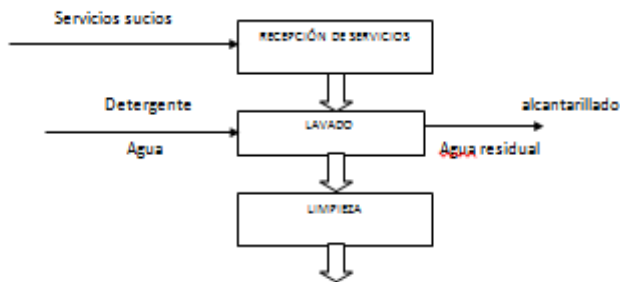 Servicios sucios
RECEPCIÓN DE SERVICIOS
Detergente
alcantarillado
LAVADO
Agua
Agua residual
LIMPIEZA